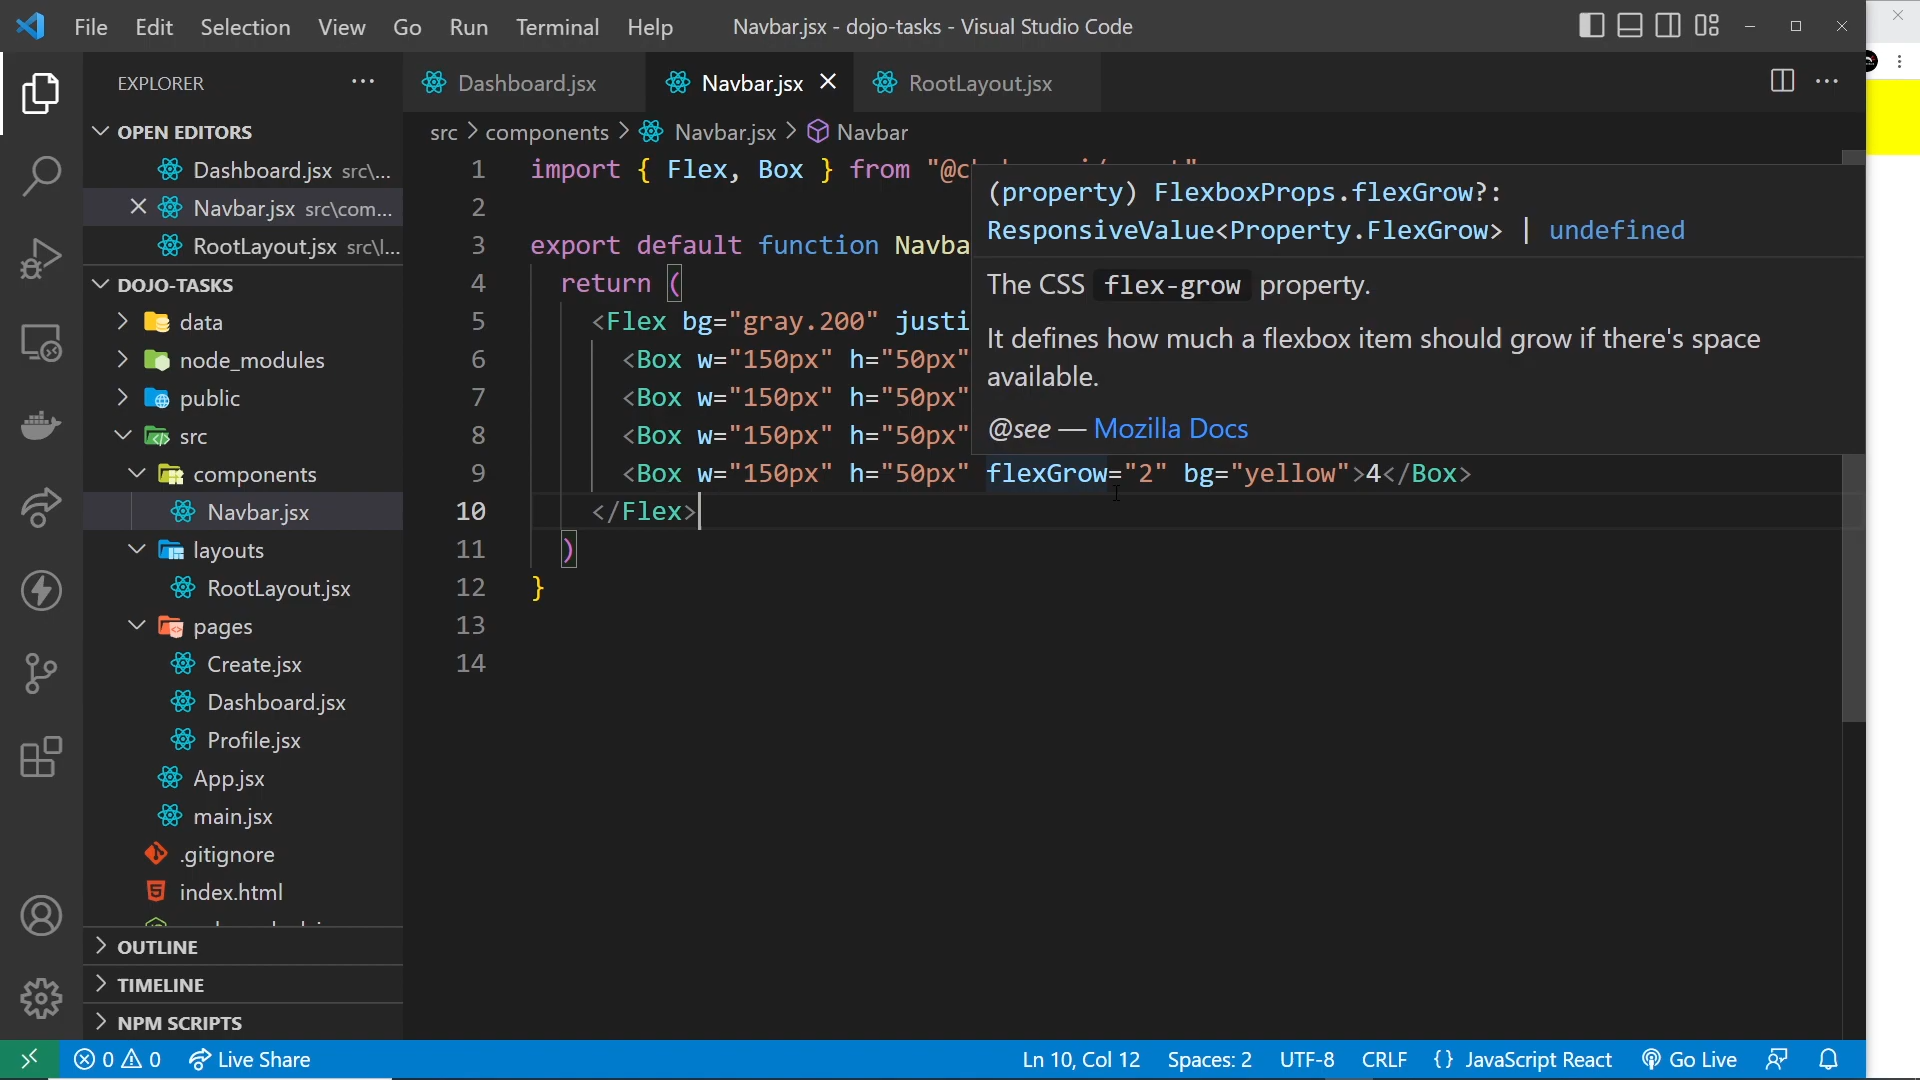 File Edit Selection View Go Run Terminal Help
Navbar.jsx - dojo-tasks - Visual Studio Code
EXPLORER
OPEN EDITORS
Dashboard.jsx src\...
Navbar.jsx src\com...
RootLayout.jsx src\l...
DOJO-TASKS
data
node_modules
public
src
components
Navbar.jsx
layouts
RootLayout.jsx
pages
Create.jsx
Dashboard.jsx
Profile.jsx
App.jsx
main.jsx
.gitignore
index.html
OUTLINE
TIMELINE
NPM SCRIPTS
Dashboard.jsx
Navbar.jsx
RootLayout.jsx
src > components > Navbar.jsx > Navbar
1 import { Flex, Box } from
2
3 export default function Navba
4 return (
5 <Flex bg="gray.200" justi
6 <Box w="150px" h="50px"
7 <Box w="150px" h="50px"
8 <Box w="150px" h="50px"
9 <Box w="150px" h="50px" flexGrow="2" bg="yellow">4</Box>
10 </Flex>
11 )
12 }
13
14
(property) FlexboxProps.flexGrow?:
ResponsiveValue<Property.FlexGrow> | undefined
The CSS flex-grow property.
It defines how much a flexbox item should grow if there's space
available.
@see — Mozilla Docs
0 0 Live Share
Ln 10, Col 12 Spaces: 2 UTF-8 CRLF {} JavaScript React Go Live